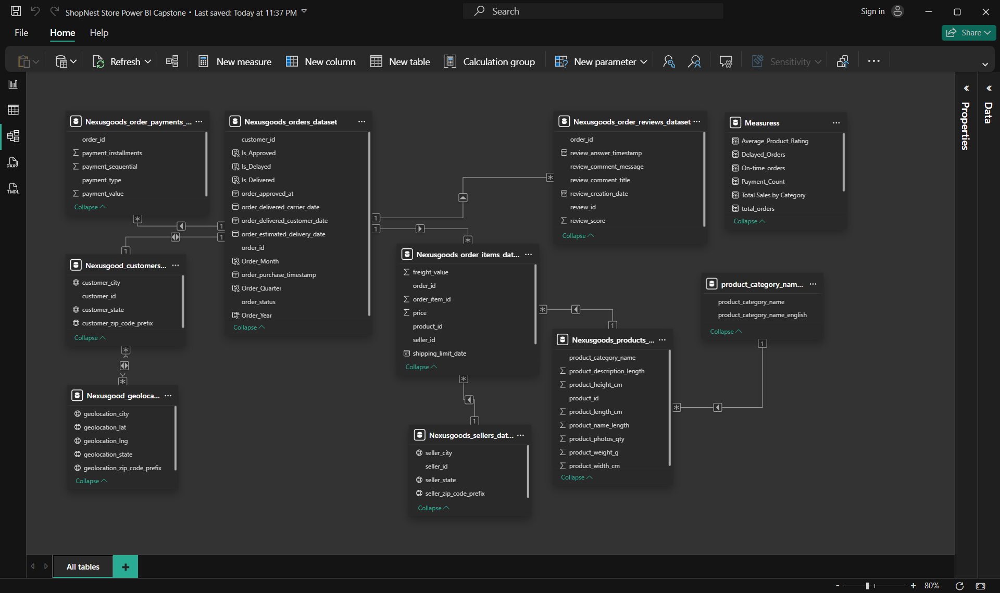 ShopNest Store Power BI Capstone • Last saved: Today at 11:37 PM
Search
Sign in
File
Home
Help
Share
Refresh
New measure
New column
New table
Calculation group
New parameter
Sensitivity
DAX
TMDL
Nexusgoods_order_payments_...
order_id
payment_installments
payment_sequential
payment_type
payment_value
Collapse
Nexusgoods_orders_dataset
customer_id
Is_Approved
Is_Delayed
Is_Delivered
order_approved_at
order_delivered_carrier_date
order_delivered_customer_date
order_estimated_delivery_date
order_id
Order_Month
order_purchase_timestamp
Order_Quarter
order_status
Order_Year
Collapse
Nexusgoods_order_reviews_dataset
order_id
review_answer_timestamp
review_comment_message
review_comment_title
review_creation_date
review_id
review_score
Collapse
Measuress
Average_Product_Rating
Delayed_Orders
On-time_orders
Payment_Count
Total Sales by Category
total_orders
Collapse
Properties
Data
1
1
1
1
1
Nexusgood_customers...
customer_city
customer_id
customer_state
customer_zip_code_prefix
Collapse
Nexusgoods_order_items_dat...
freight_value
order_id
order_item_id
price
product_id
seller_id
shipping_limit_date
Collapse
1
product_category_nam...
product_category_name
product_category_name_english
Collapse
1
Nexusgoods_products_...
product_category_name
product_description_length
product_height_cm
product_id
product_length_cm
product_name_length
product_photos_qty
product_weight_g
product_width_cm
Collapse
Nexusgood_geoloca...
geolocation_city
geolocation_lat
geolocation_lng
geolocation_state
geolocation_zip_code_prefix
Collapse
1
Nexusgoods_sellers_dat...
seller_city
seller_id
seller_state
seller_zip_code_prefix
Collapse
All tables
+
- + 80%